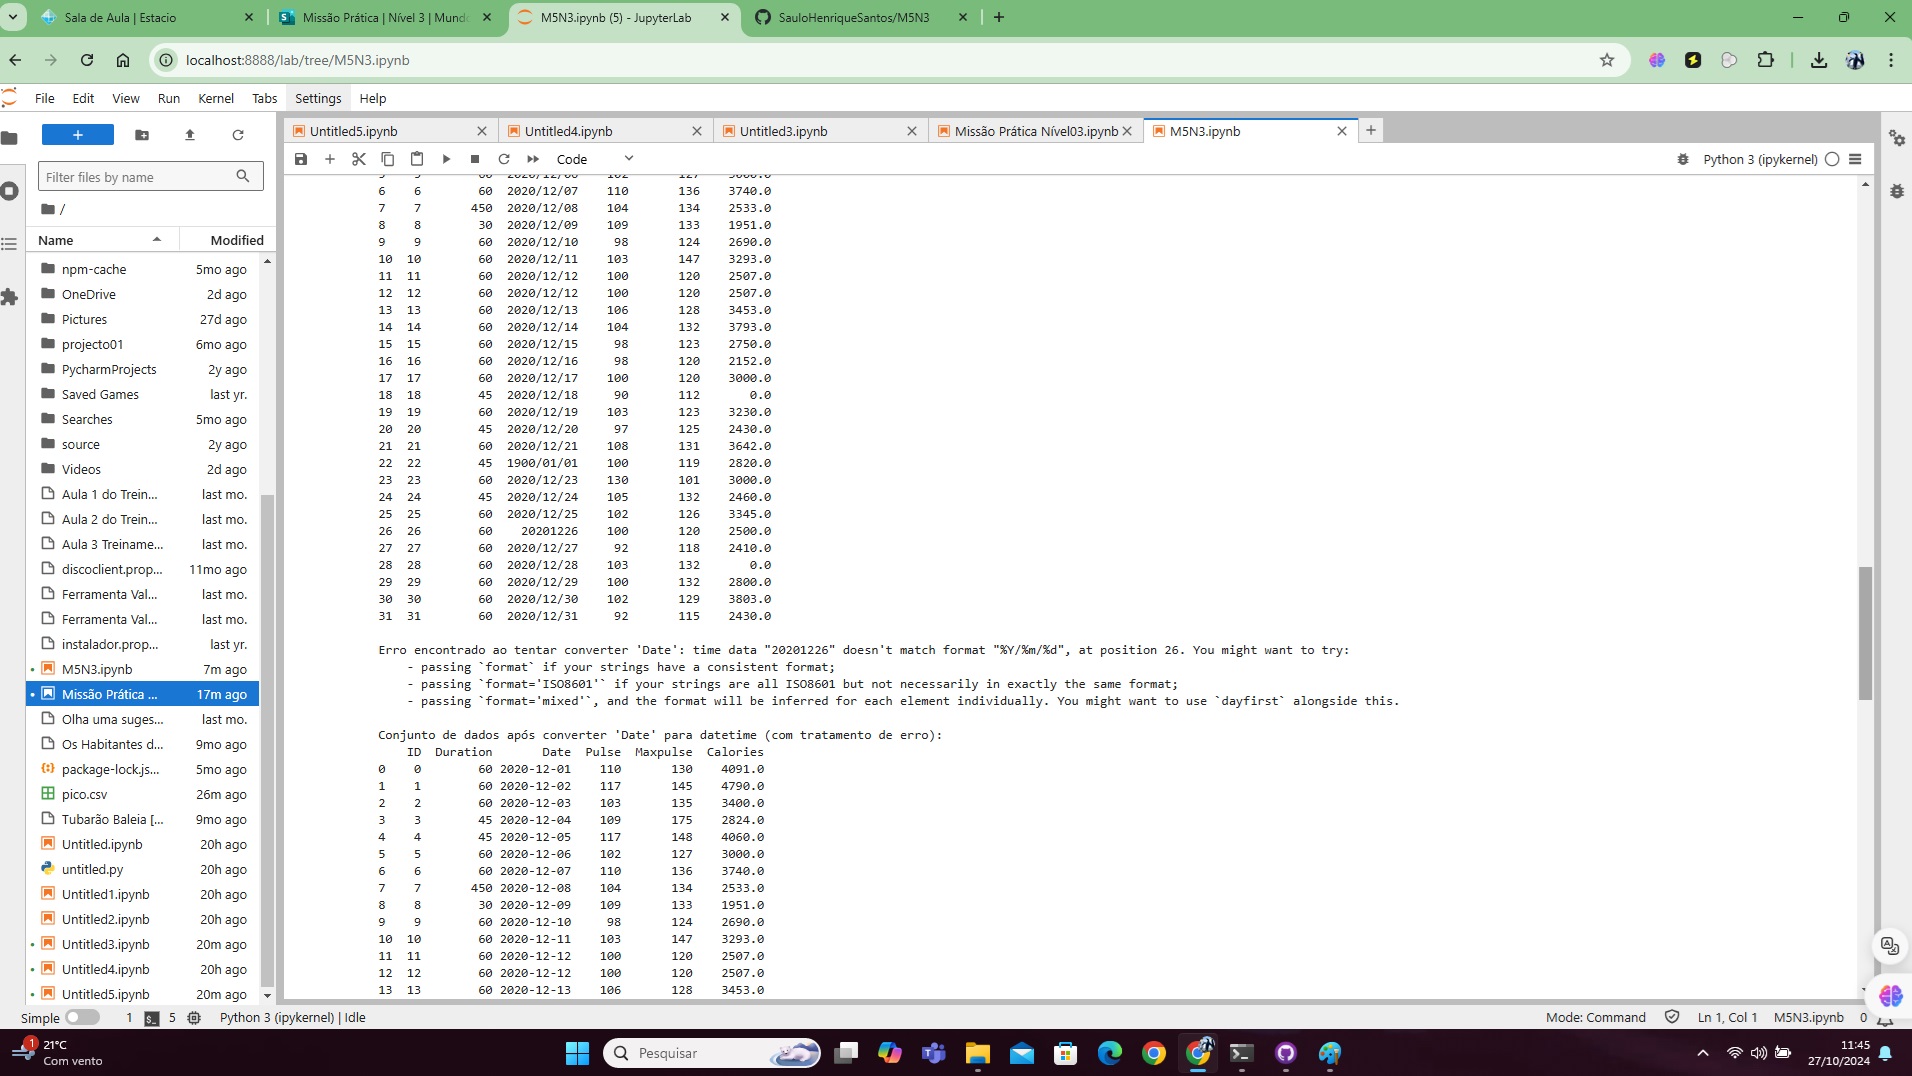 Sala de Aula | Estacio
Missão Prática | Nível 3 | Mund
M5N3.ipynb (5) - JupyterLab
SauloHenriqueSantos/M5N3
localhost:8888/lab/tree/M5N3.ipynb
File Edit View Run Kernel Tabs Settings Help
Filter files by name
/
Name Modified
npm-cache 5mo ago
OneDrive 2d ago
Pictures 27d ago
projecto01 6mo ago
PycharmProjects 2y ago
Saved Games last yr.
Searches 5mo ago
source 2y ago
Videos 2d ago
Aula 1 do Trein... last mo.
Aula 2 do Trein... last mo.
Aula 3 Treiname... last mo.
discoclient.prop... 11mo ago
Ferramenta Val... last mo.
Ferramenta Val... last mo.
instalador.prop... last yr.
M5N3.ipynb 7m ago
Missão Prática ... 17m ago
Olha uma suges... last mo.
Os Habitantes d... 9mo ago
package-lock.js... 5mo ago
pico.csv 26m ago
Tubarão Baleia [... 9mo ago
Untitled.ipynb 20h ago
untitled.py 20h ago
Untitled1.ipynb 20h ago
Untitled2.ipynb 20h ago
Untitled3.ipynb 20m ago
Untitled4.ipynb 20h ago
Untitled5.ipynb 20m ago
Untitled5.ipynb
Untitled4.ipynb
Untitled3.ipynb
Missão Prática Nível03.ipynb
M5N3.ipynb
Code
Python 3 (ipykernel)
6 6 60 2020/12/07 110 136 3740.0
7 7 450 2020/12/08 104 134 2533.0
8 8 30 2020/12/09 109 133 1951.0
9 9 60 2020/12/10 98 124 2690.0
10 10 60 2020/12/11 103 147 3293.0
11 11 60 2020/12/12 100 120 2507.0
12 12 60 2020/12/12 100 120 2507.0
13 13 60 2020/12/13 106 128 3453.0
14 14 60 2020/12/14 104 132 3793.0
15 15 60 2020/12/15 98 123 2750.0
16 16 60 2020/12/16 98 120 2152.0
17 17 60 2020/12/17 100 120 3000.0
18 18 45 2020/12/18 90 112 0.0
19 19 60 2020/12/19 103 123 3230.0
20 20 45 2020/12/20 97 125 2430.0
21 21 60 2020/12/21 108 131 3642.0
22 22 45 1900/01/01 100 119 2820.0
23 23 60 2020/12/23 130 101 3000.0
24 24 45 2020/12/24 105 132 2460.0
25 25 60 2020/12/25 102 126 3345.0
26 26 60 20201226 100 120 2500.0
27 27 60 2020/12/27 92 118 2410.0
28 28 60 2020/12/28 103 132 0.0
29 29 60 2020/12/29 100 132 2800.0
30 30 60 2020/12/30 102 129 3803.0
31 31 60 2020/12/31 92 115 2430.0
Erro encontrado ao tentar converter 'Date': time data "20201226" doesn't match format "%Y/%m/%d", at position 26. You might want to try:
- passing `format` if your strings have a consistent format;
- passing `format='ISO8601'` if your strings are all ISO8601 but not necessarily in exactly the same format;
- passing `format='mixed'`, and the format will be inferred for each element individually. You might want to use `dayfirst` alongside this.
Conjunto de dados após converter 'Date' para datetime (com tratamento de erro):
ID Duration Date Pulse Maxpulse Calories
0 0 60 2020-12-01 110 130 4091.0
1 1 60 2020-12-02 117 145 4790.0
2 2 60 2020-12-03 103 135 3400.0
3 3 45 2020-12-04 109 175 2824.0
4 4 45 2020-12-05 117 148 4060.0
5 5 60 2020-12-06 102 127 3000.0
6 6 60 2020-12-07 110 136 3740.0
7 7 450 2020-12-08 104 134 2533.0
8 8 30 2020-12-09 109 133 1951.0
9 9 60 2020-12-10 98 124 2690.0
10 10 60 2020-12-11 103 147 3293.0
11 11 60 2020-12-12 100 120 2507.0
12 12 60 2020-12-12 100 120 2507.0
13 13 60 2020-12-13 106 128 3453.0
Simple 1 5 Python 3 (ipykernel) | Idle
Mode: Command Ln 1, Col 1 M5N3.ipynb 0
1
21°C
Com vento
Pesquisar
11:45
27/10/2024